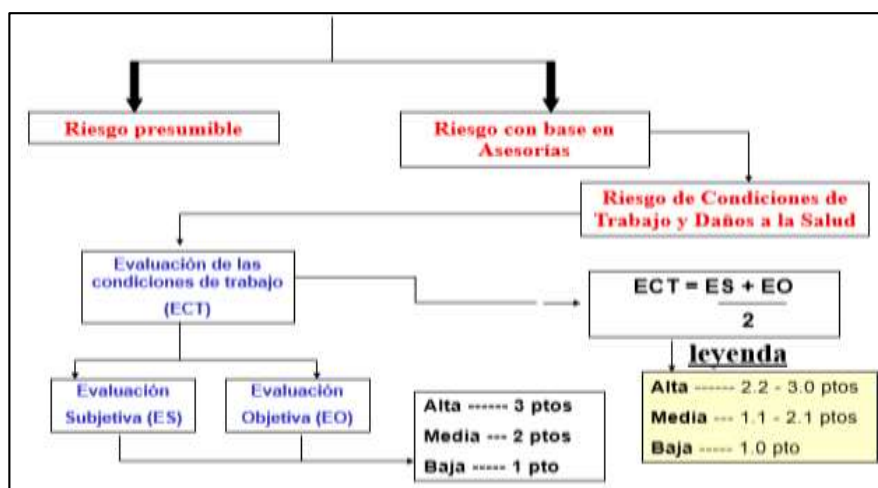 Riesgo presumible
Riesgo con base en
Asesorías
Riesgo de Condiciones de
Trabajo y Daños a la Salud
Evaluación de las
condiciones de trabajo
(ECT)
ECT = ES + EO
2
leyenda
Alta ------ 2.2 - 3.0 ptos
Media --- 1.1 - 2.1 ptos
Baja ----- 1.0 pto
Evaluación
Subjetiva (ES)
Evaluación
Objetiva (EO)
Alta ------ 3 ptos
Media --- 2 ptos
Baja ----- 1 pto